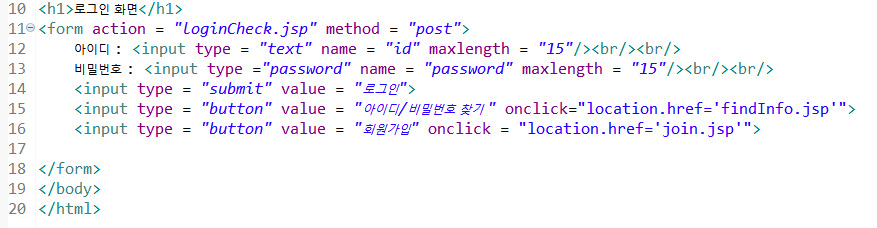 10 <h1>로그인 화면</h1>
11 <form action = "loginCheck.jsp" method = "post">
12 아이디 : <input type = "text" name = "id" maxlength = "15"/><br/><br/>
13 비밀번호 : <input type ="password" name = "password" maxlength = "15"/><br/><br/>
14 <input type = "submit" value = "로그인">
15 <input type = "button" value = "아이디/비밀번호 찾기 " onclick="location.href='findInfo.jsp'">
16 <input type = "button" value = "회원가입" onclick = "location.href='join.jsp'">
17
18 </form>
19 </body>
20 </html>